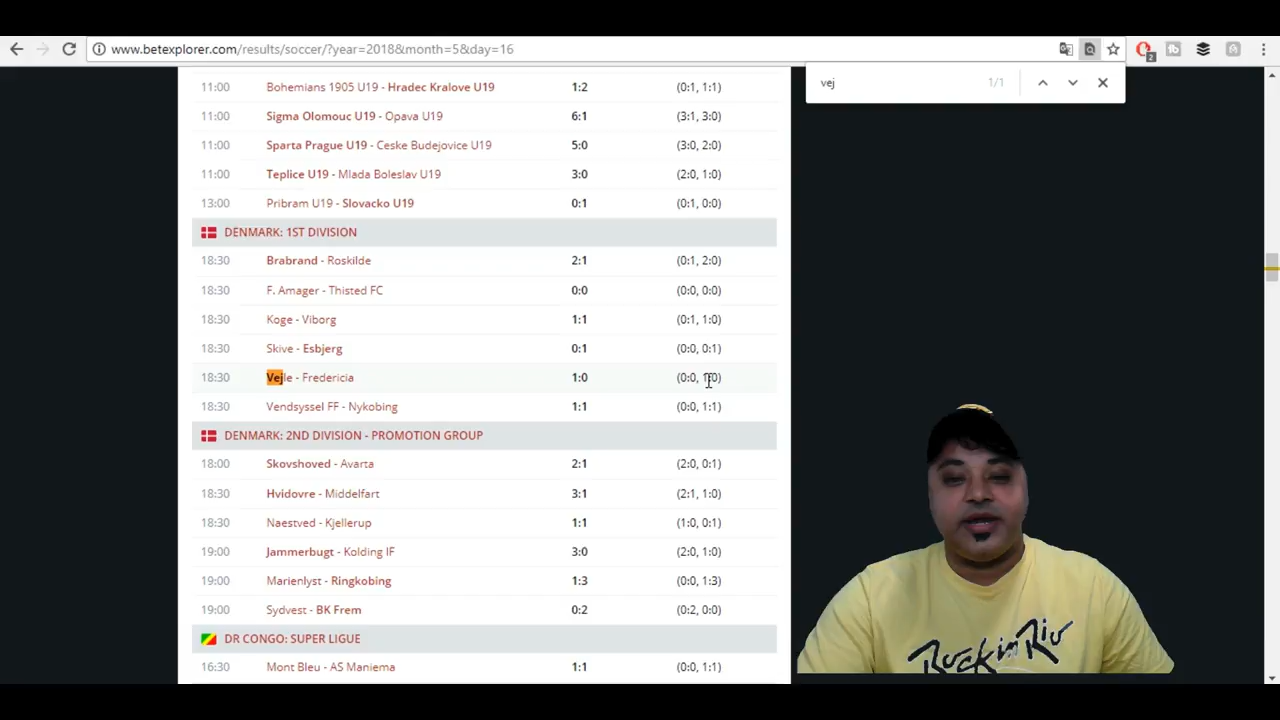 www.betexplorer.com/results/soccer/?year=2018&month=5&day=16
2
vej 1/1
11:00 Bohemians 1905 U19 - Hradec Kralove U19 1:2 (0:1, 1:1)
11:00 Sigma Olomouc U19 - Opava U19 6:1 (3:1, 3:0)
11:00 Sparta Prague U19 - Ceske Budejovice U19 5:0 (3:0, 2:0)
11:00 Teplice U19 - Mlada Boleslav U19 3:0 (2:0, 1:0)
13:00 Pribram U19 - Slovacko U19 0:1 (0:1, 0:0)
DENMARK: 1ST DIVISION
18:30 Brabrand - Roskilde 2:1 (0:1, 2:0)
18:30 F. Amager - Thisted FC 0:0 (0:0, 0:0)
18:30 Koge - Viborg 1:1 (0:1, 1:0)
18:30 Skive - Esbjerg 0:1 (0:0, 0:1)
18:30 Vejle - Fredericia 1:0 (0:0, 1:0)
18:30 Vendsyssel FF - Nykobing 1:1 (0:0, 1:1)
DENMARK: 2ND DIVISION - PROMOTION GROUP
18:00 Skovshoved - Avarta 2:1 (2:0, 0:1)
18:30 Hvidovre - Middelfart 3:1 (2:1, 1:0)
18:30 Naestved - Kjellerup 1:1 (1:0, 0:1)
19:00 Jammerbugt - Kolding IF 3:0 (2:0, 1:0)
19:00 Marienlyst - Ringkobing 1:3 (0:0, 1:3)
19:00 Sydvest - BK Frem 0:2 (0:2, 0:0)
DR CONGO: SUPER LIGUE
16:30 Mont Bleu - AS Maniema 1:1 (0:0, 1:1)
Rock in Rio